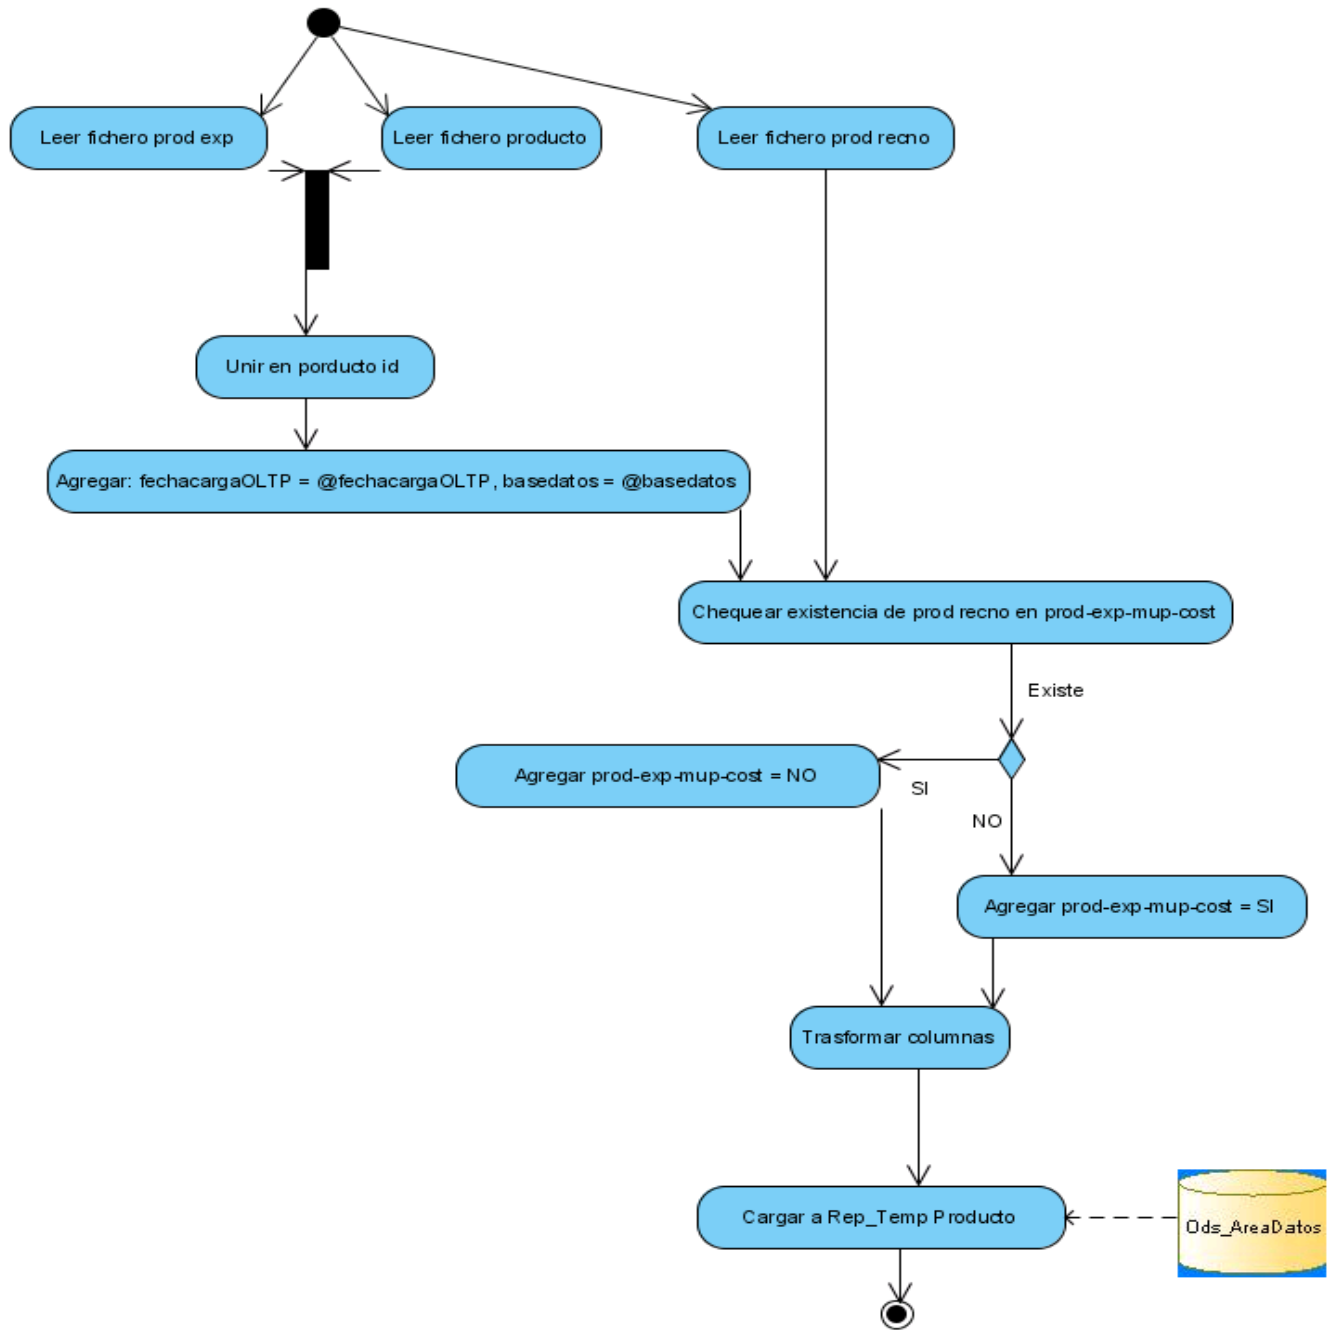 Leer fichero prod exp
Leer fichero producto
Leer fichero prod recno
Unir en porducto id
Agregar: fechacargaOLTP = @fechacargaOLTP, basedatos = @basedatos
Chequear existencia de prod recno en prod-exp-mup-cost
Existe
Agregar prod-exp-mup-cost = NO
SI
NO
Agregar prod-exp-mup-cost = SI
Trasformar columnas
Cargar a Rep_Temp Producto
Ods_AreaDatos